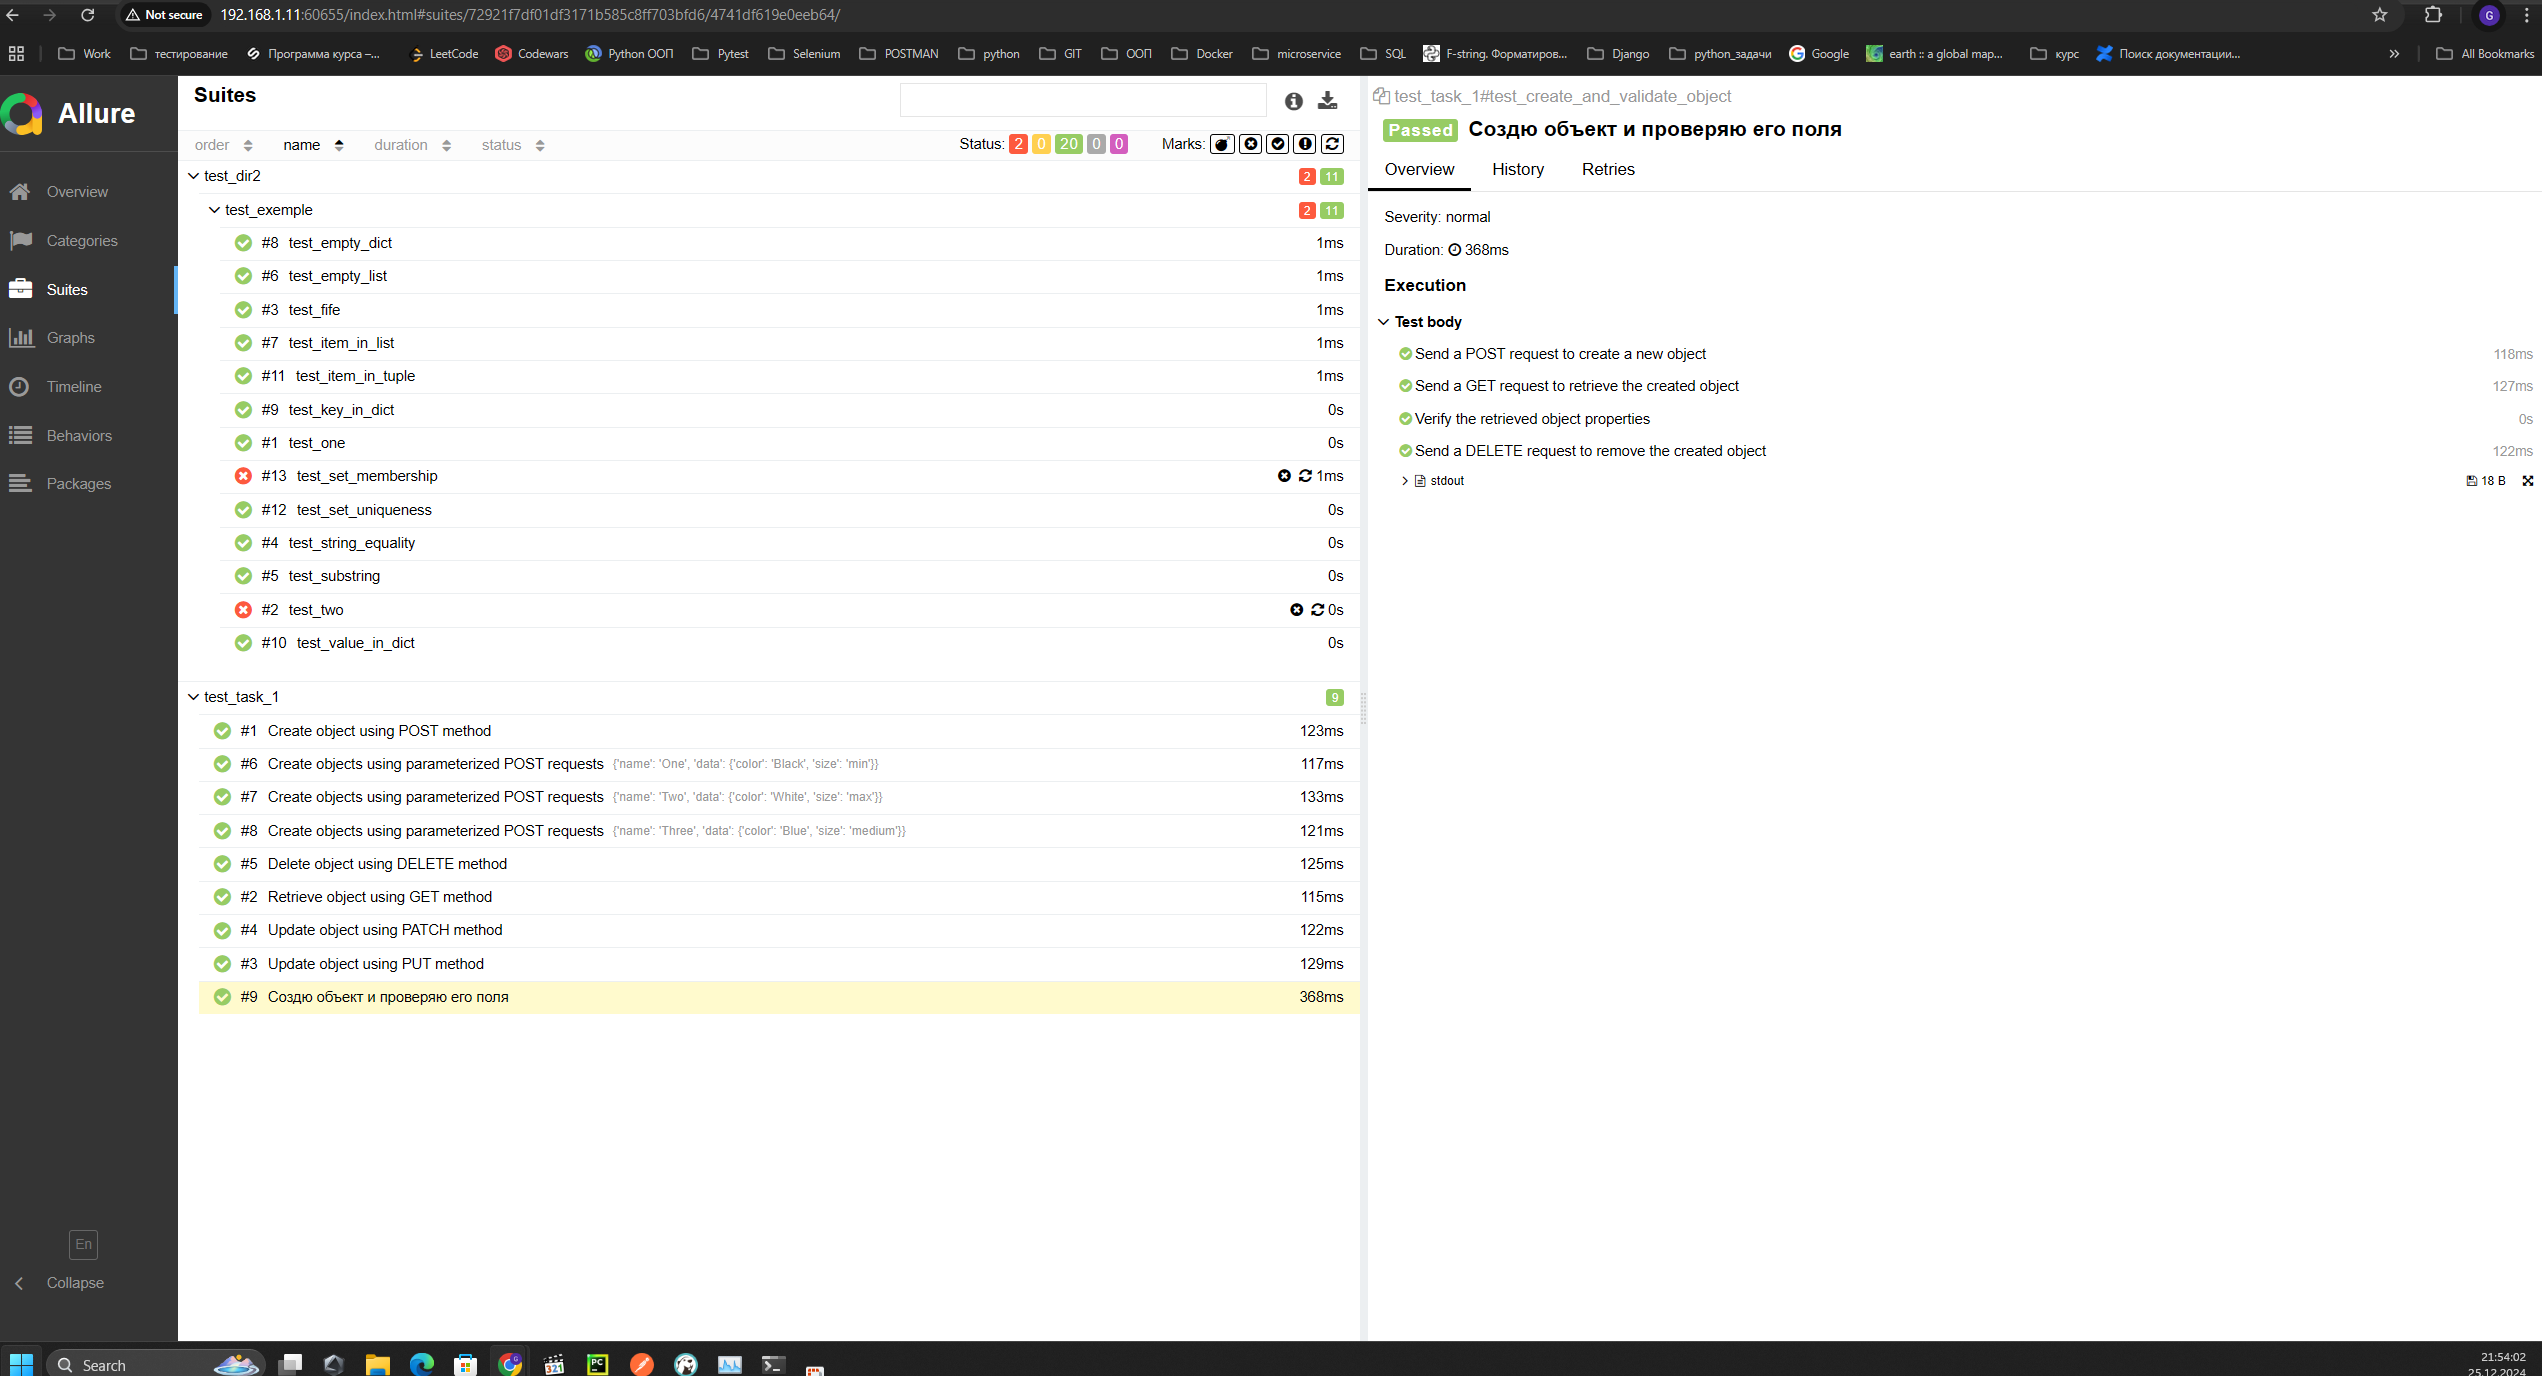 Not secure 192.168.1.11:60655/index.html#suites/72921f7df01df3171b585c8ff703bfd6/4741df619e0eeb64/ G
Work тестирование Программа курса –... LeetCode Codewars Python ООП Pytest Selenium POSTMAN python GIT ООП Docker microservice SQL F-string. Форматиров... Django python_задачи Google earth :: a global map... курс Поиск документации... » All Bookmarks
Allure
Overview
Categories
Suites
Graphs
Timeline
Behaviors
Packages
En
Collapse
Suites
order name duration status Status: 2 0 20 0 0 Marks:
test_dir2 2 11
test_exemple 2 11
#8 test_empty_dict 1ms
#6 test_empty_list 1ms
#3 test_fife 1ms
#7 test_item_in_list 1ms
#11 test_item_in_tuple 1ms
#9 test_key_in_dict 0s
#1 test_one 0s
#13 test_set_membership 1ms
#12 test_set_uniqueness 0s
#4 test_string_equality 0s
#5 test_substring 0s
#2 test_two 0s
#10 test_value_in_dict 0s
test_task_1 9
#1 Create object using POST method 123ms
#6 Create objects using parameterized POST requests {'name': 'One', 'data': {'color': 'Black', 'size': 'min'}} 117ms
#7 Create objects using parameterized POST requests {'name': 'Two', 'data': {'color': 'White', 'size': 'max'}} 133ms
#8 Create objects using parameterized POST requests {'name': 'Three', 'data': {'color': 'Blue', 'size': 'medium'}} 121ms
#5 Delete object using DELETE method 125ms
#2 Retrieve object using GET method 115ms
#4 Update object using PATCH method 122ms
#3 Update object using PUT method 129ms
#9 Создю объект и проверяю его поля 368ms
test_task_1#test_create_and_validate_object
Passed Создю объект и проверяю его поля
Overview History Retries
Severity: normal
Duration: 368ms
Execution
Test body
Send a POST request to create a new object 118ms
Send a GET request to retrieve the created object 127ms
Verify the retrieved object properties 0s
Send a DELETE request to remove the created object 122ms
stdout 18 B
Search 321 PC
21:54:02
25.12.2024